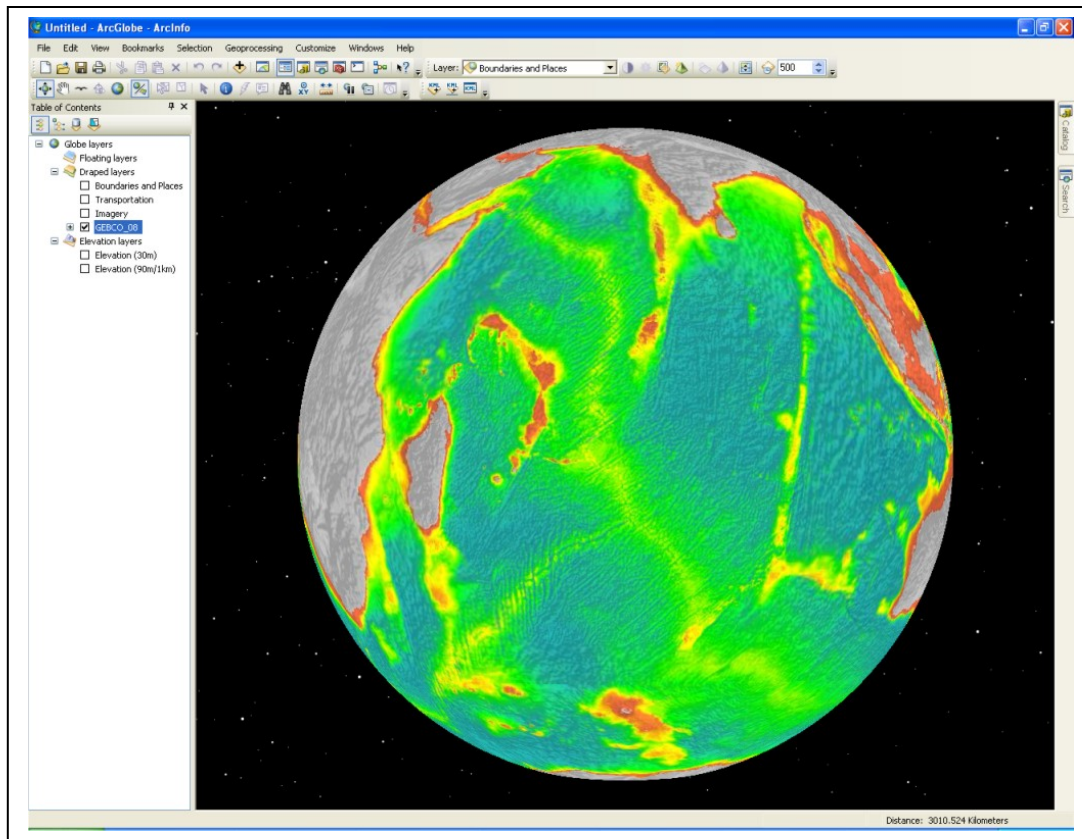 Untitled - ArcGlobe - ArcInfo
File Edit View Bookmarks Selection Geoprocessing Customize Windows Help
Layer: Boundaries and Places 500
Table of Contents
Globe layers
Floating layers
Draped layers
Boundaries and Places
Transportation
Imagery
GEBCO_08
Elevation layers
Elevation (30m)
Elevation (90m/1km)
Catalog
Search
Distance: 3010.524 Kilometers